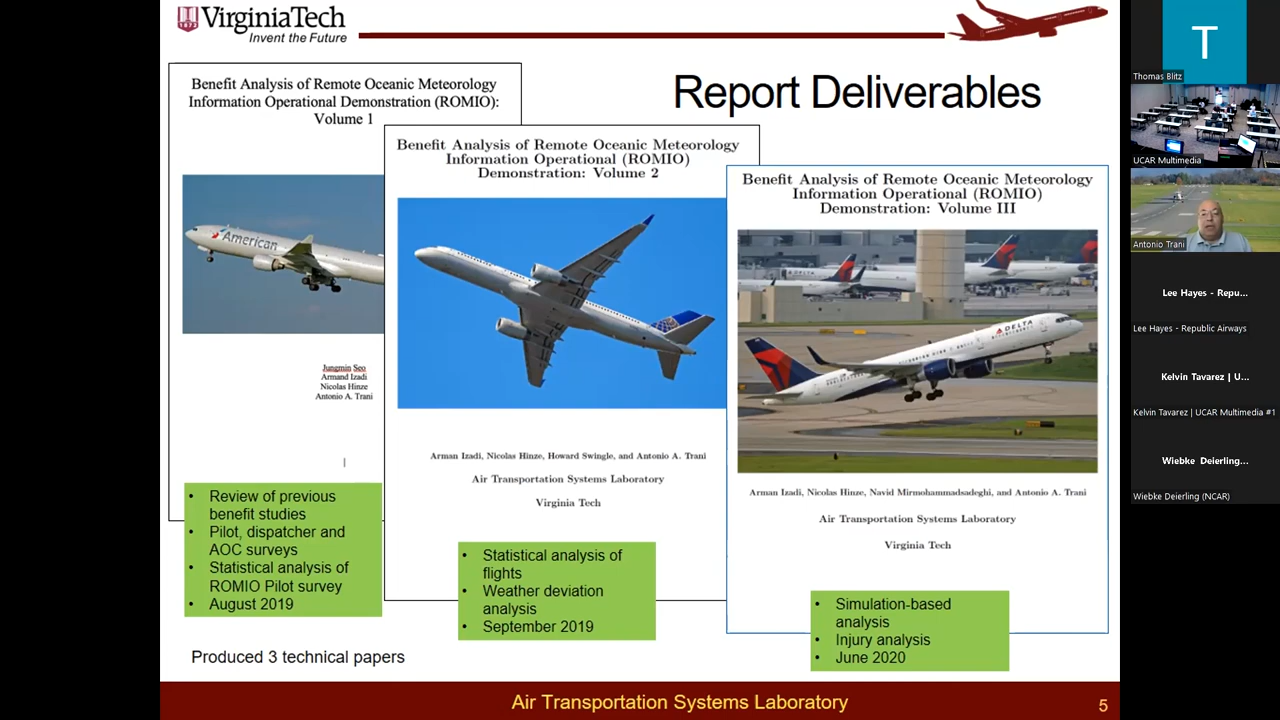 VirginiaTech
Invent the Future
Report Deliverables
Benefit Analysis of Remote Oceanic Meteorology
Information Operational Demonstration (ROMIO):
Volume 1
American
Jungmin Seo
Armand Izadi
Nicolas Hinze
Antonio A. Trani
Review of previous
benefit studies
Pilot, dispatcher and
AOC surveys
Statistical analysis of
ROMIO Pilot survey
August 2019
Benefit Analysis of Remote Oceanic Meteorology
Information Operational (ROMIO)
Demonstration: Volume 2
Arman Izadi, Nicolas Hinze, Howard Swingle, and Antonio A. Trani
Air Transportation Systems Laboratory
Virginia Tech
Statistical analysis of
flights
Weather deviation
analysis
September 2019
Benefit Analysis of Remote Oceanic Meteorology
Information Operational (ROMIO)
Demonstration: Volume III
DELTA
Arman Izadi, Nicolas Hinze, Navid Mirmohammadsadeghi, and Antonio A. Trani
Air Transportation Systems Laboratory
Virginia Tech
Simulation-based
analysis
Injury analysis
June 2020
Produced 3 technical papers
Air Transportation Systems Laboratory
5
T
Thomas Blitz
UCAR Multimedia
Antonio Trani
Lee Hayes - Repu...
Lee Hayes - Republic Airways
Kelvin Tavarez | U...
Kelvin Tavarez | UCAR Multimedia #1
Wiebke Deierling...
Wiebke Deierling (NCAR)